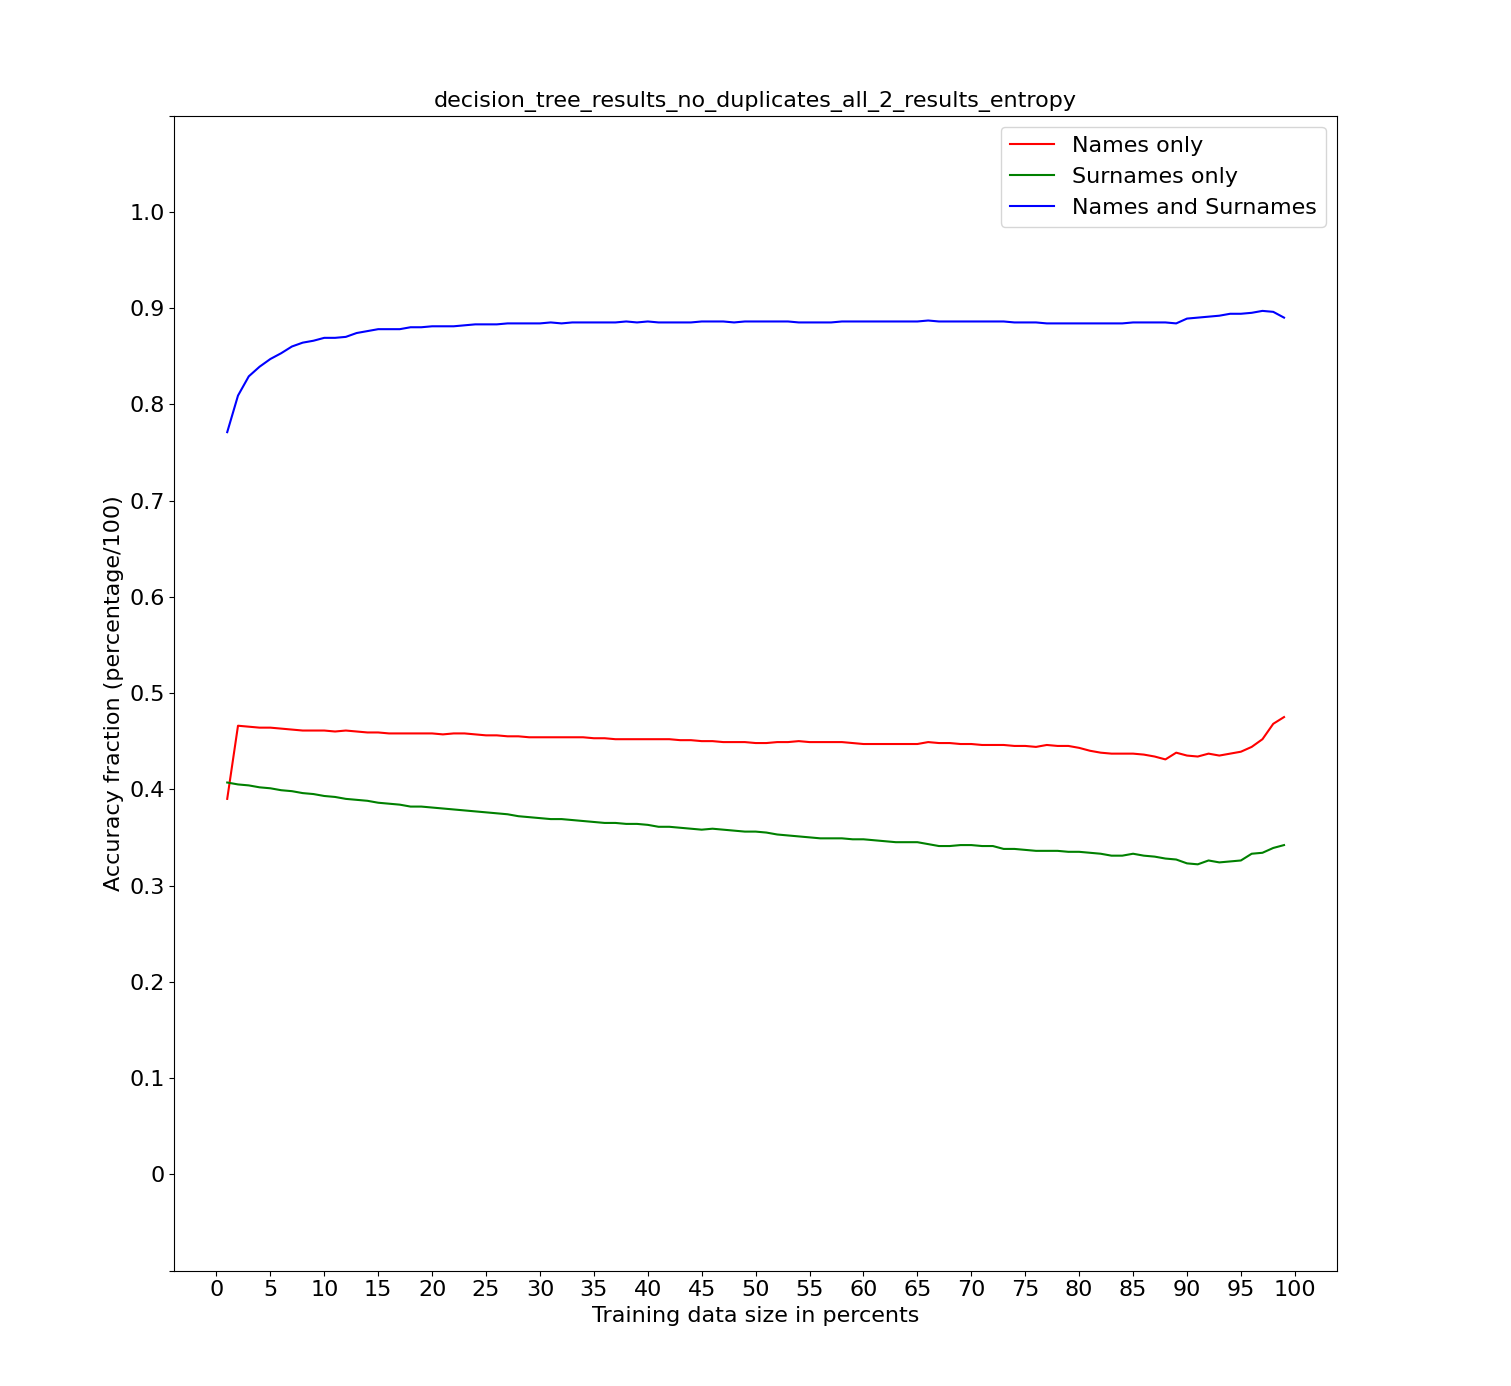 decision_tree_results_no_duplicates_all_2_results_entropy
Names only
Surnames only
Names and Surnames
Accuracy fraction (percentage/100)
1.0
0.9
0.8
0.7
0.6
0.5
0.4
0.3
0.2
0.1
0
0 5 10 15 20 25 30 35 40 45 50 55 60 65 70 75 80 85 90 95 100
Training data size in percents